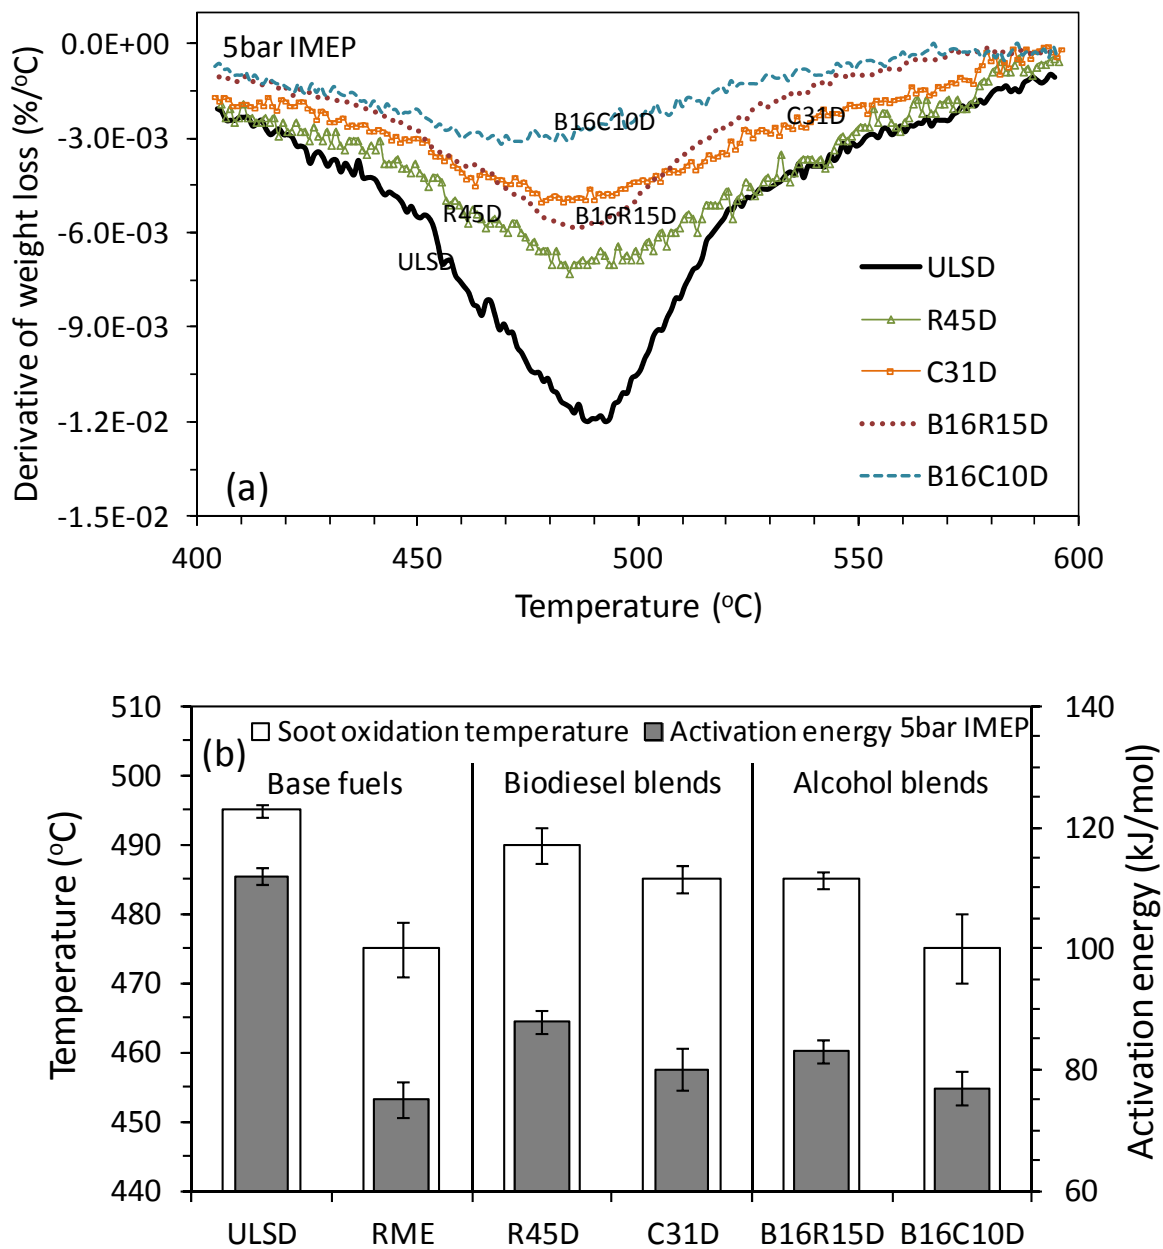 5bar IMEP
0.0E+00
-3.0E-03
-6.0E-03
-9.0E-03
-1.2E-02
-1.5E-02
Derivative of weight loss (%/°C)
B16C10D
C31D
R45D
B16R15D
ULSD
ULSD
R45D
C31D
B16R15D
B16C10D
(a)
400 450 500 550 600
Temperature (°C)
510
500
490
480
470
460
450
440
Temperature (°C)
(b)
Soot oxidation temperature Activation energy 5bar IMEP
Base fuels Biodiesel blends Alcohol blends
140
120
100
80
60
Activation energy (kJ/mol)
ULSD RME R45D C31D B16R15D B16C10D